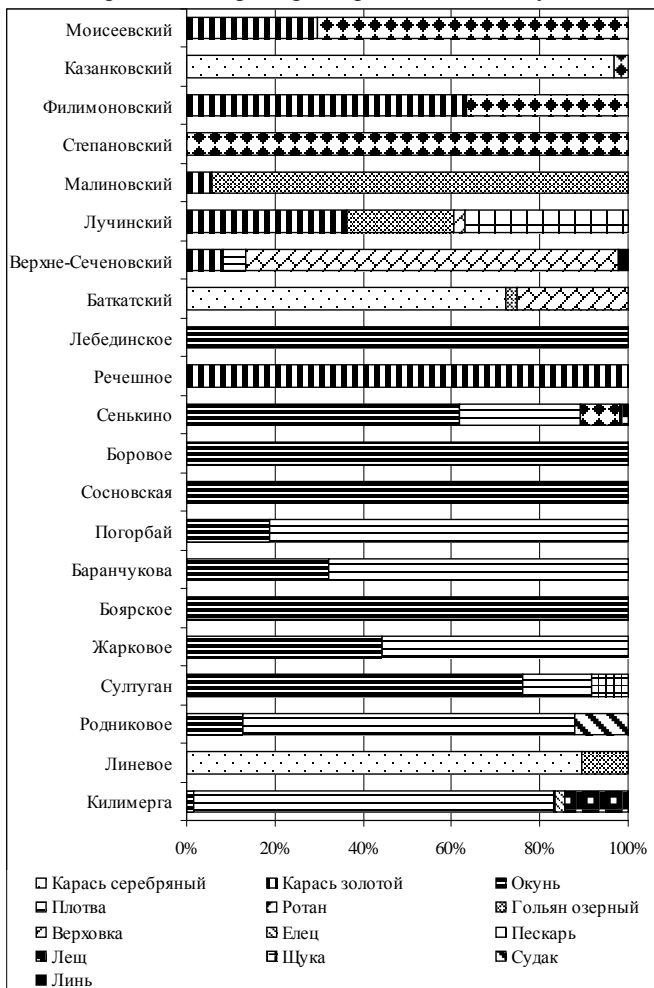 Моисеевский
Казанковский
Филимоновский
Степановский
Малиновский
Лучинский
Верхне-Сеченовский
Баткатский
Лебединское
Речешное
Сенькино
Боровое
Сосновская
Погорбай
Баранчукова
Боярское
Жарковое
Султуган
Родниковое
Линевое
Килимерга
0% 20% 40% 60% 80% 100%
Карась серебряный Карась золотой Окунь
Плотва Ротан Гольян озерный
Верховка Елец Пескарь
Лещ Щука Судак
Линь